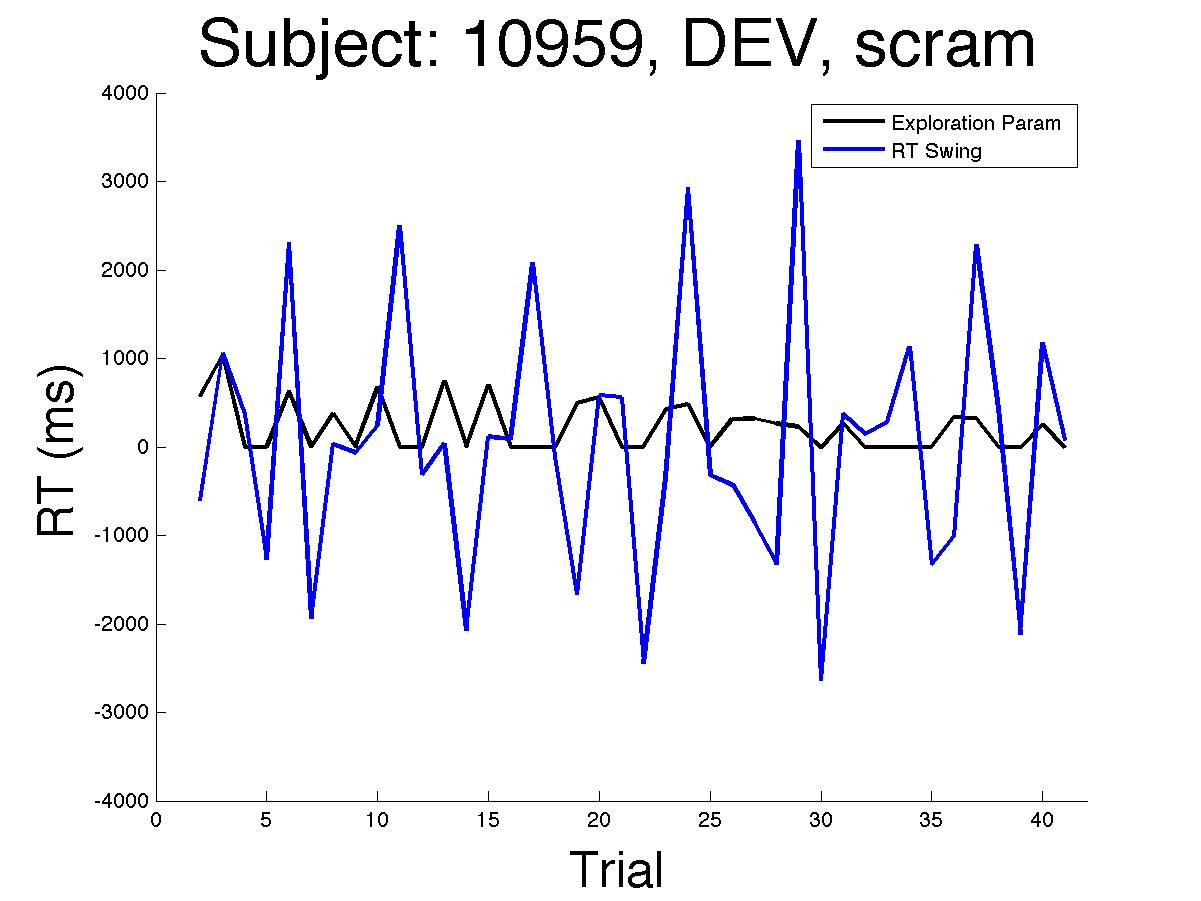 Subject: 10959, DEV, scram
4000
3000
2000
1000
0
-1000
-2000
-3000
-4000
RT (ms)
Exploration Param
RT Swing
0 5 10 15 20 25 30 35 40
Trial